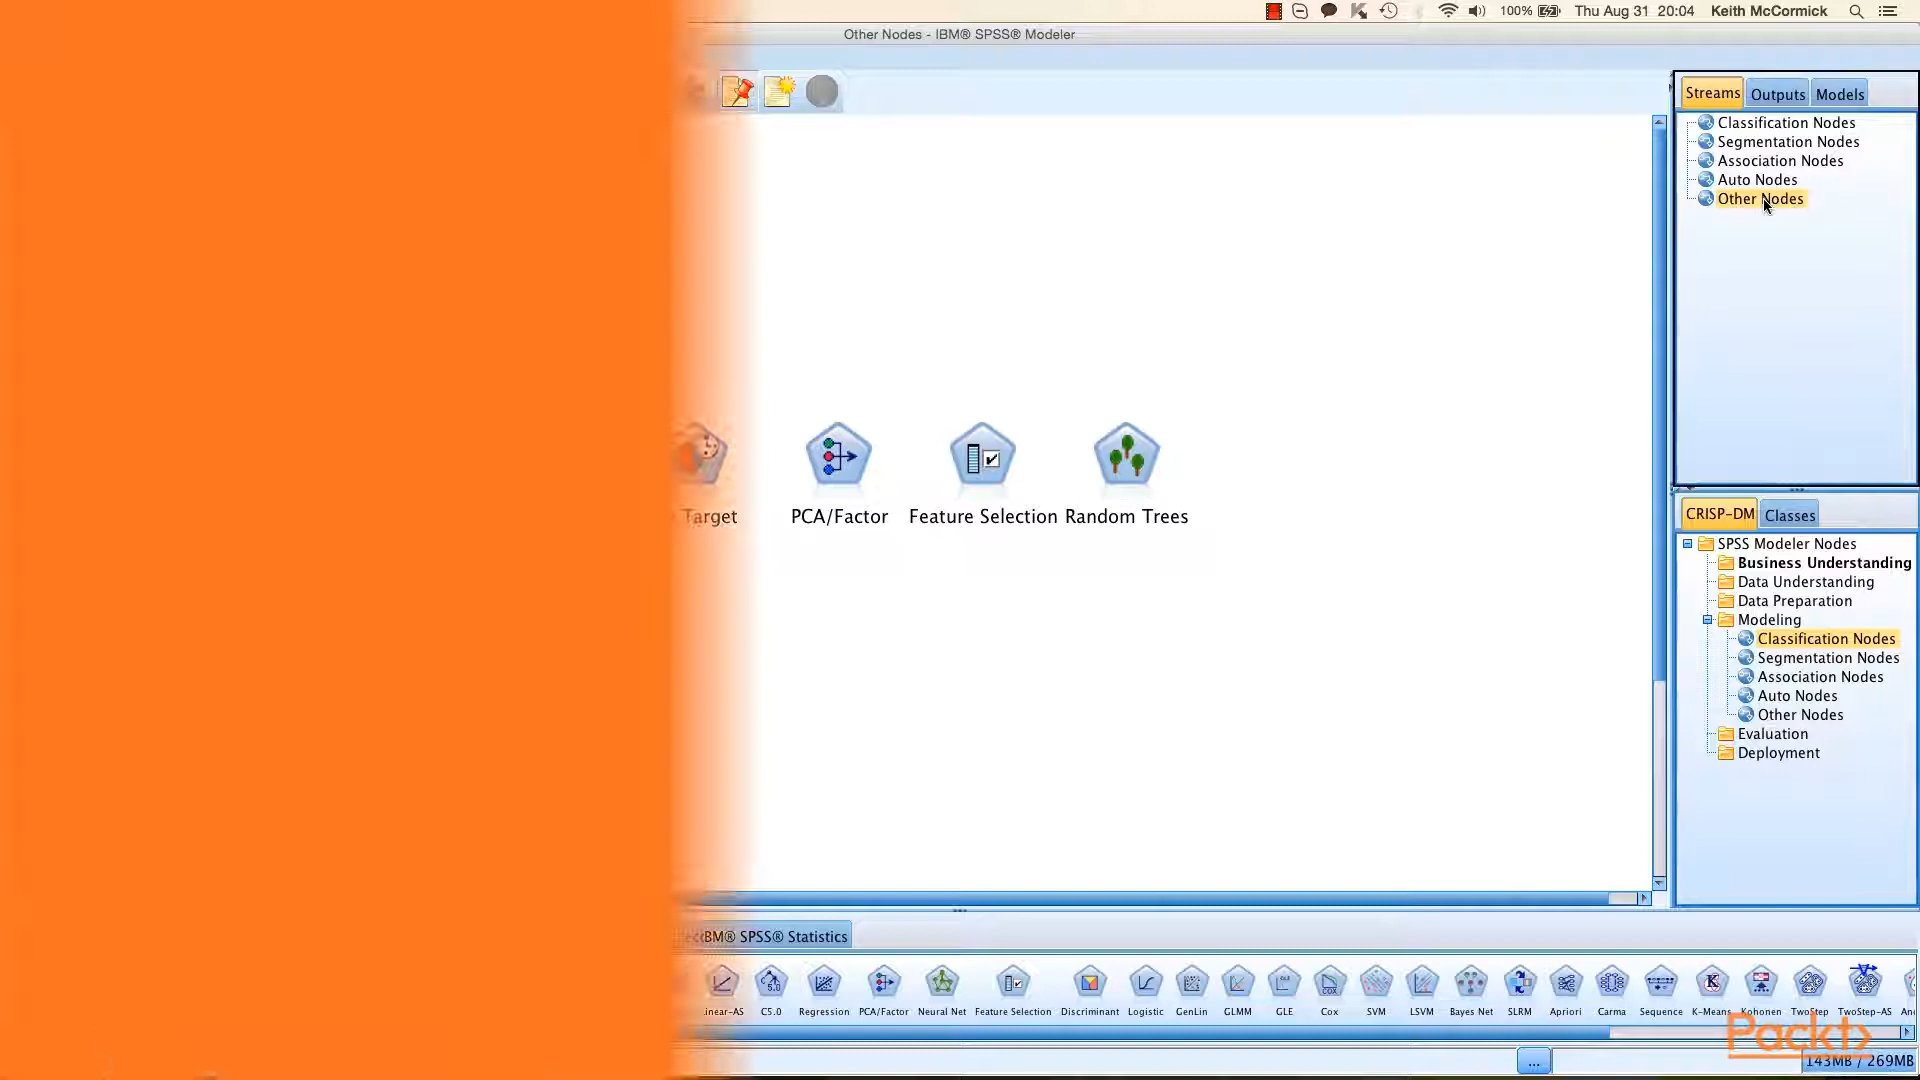 100% Thu Aug 31 20:04 Keith McCormick
Other Nodes - IBM® SPSS® Modeler
Streams Outputs Models
Classification Nodes
Segmentation Nodes
Association Nodes
Auto Nodes
Other Nodes
Target PCA/Factor Feature Selection Random Trees
CRISP-DM Classes
SPSS Modeler Nodes
Business Understanding
Data Understanding
Data Preparation
Modeling
Classification Nodes
Segmentation Nodes
Association Nodes
Auto Nodes
Other Nodes
Evaluation
Deployment
BM® SPSS® Statistics
inear-AS C5.0 Regression PCA/Factor Neural Net Feature Selection Discriminant Logistic GenLin GLMM GLE Cox SVM LSVM Bayes Net SLRM Apriori Carma Sequence K-Means Kohonen TwoStep TwoStep-AS
Packt>
... 143MB / 269MB